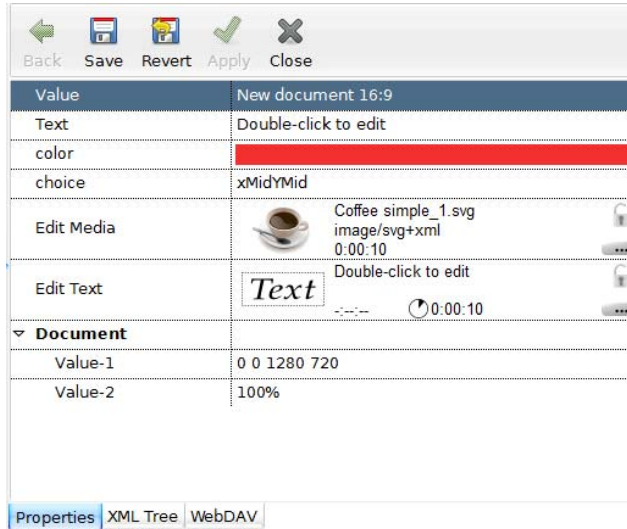 Back Save Revert Apply Close
Value New document 16:9
Text Double-click to edit
color
choice xMidYMid
Edit Media
Coffee simple_1.svg
image/svg+xml
0:00:10
Edit Text
Text
Double-click to edit
-:--:-- 0:00:10
Document
Value-1 0 0 1280 720
Value-2 100%
Properties XML Tree WebDAV